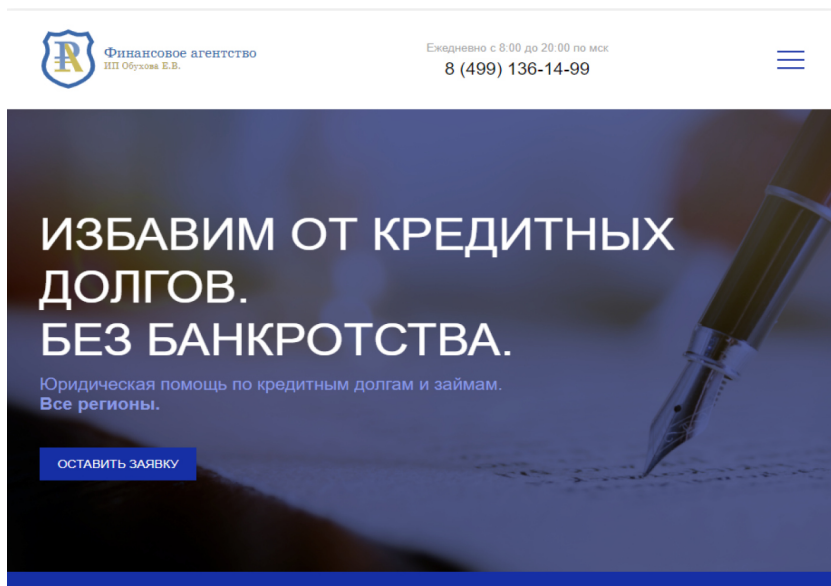 Финансовое агентство
ИП Обухова Е.В.
Ежедневно с 8:00 до 20:00 по мск
8 (499) 136-14-99
ИЗБАВИМ ОТ КРЕДИТНЫХ
ДОЛГОВ.
БЕЗ БАНКРОТСТВА.
Юридическая помощь по кредитным долгам и займам.
Все регионы.
ОСТАВИТЬ ЗАЯВКУ